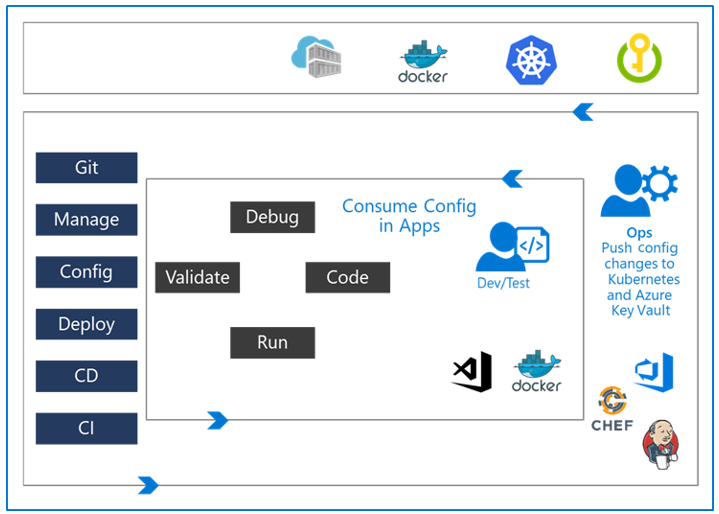 docker
Git
Manage
Config
Deploy
CD
CI
Debug
Validate
Code
Run
Consume Config
in Apps
</>
Dev/Test
docker
Ops
Push config
changes to
Kubernetes
and Azure
Key Vault
CHEF